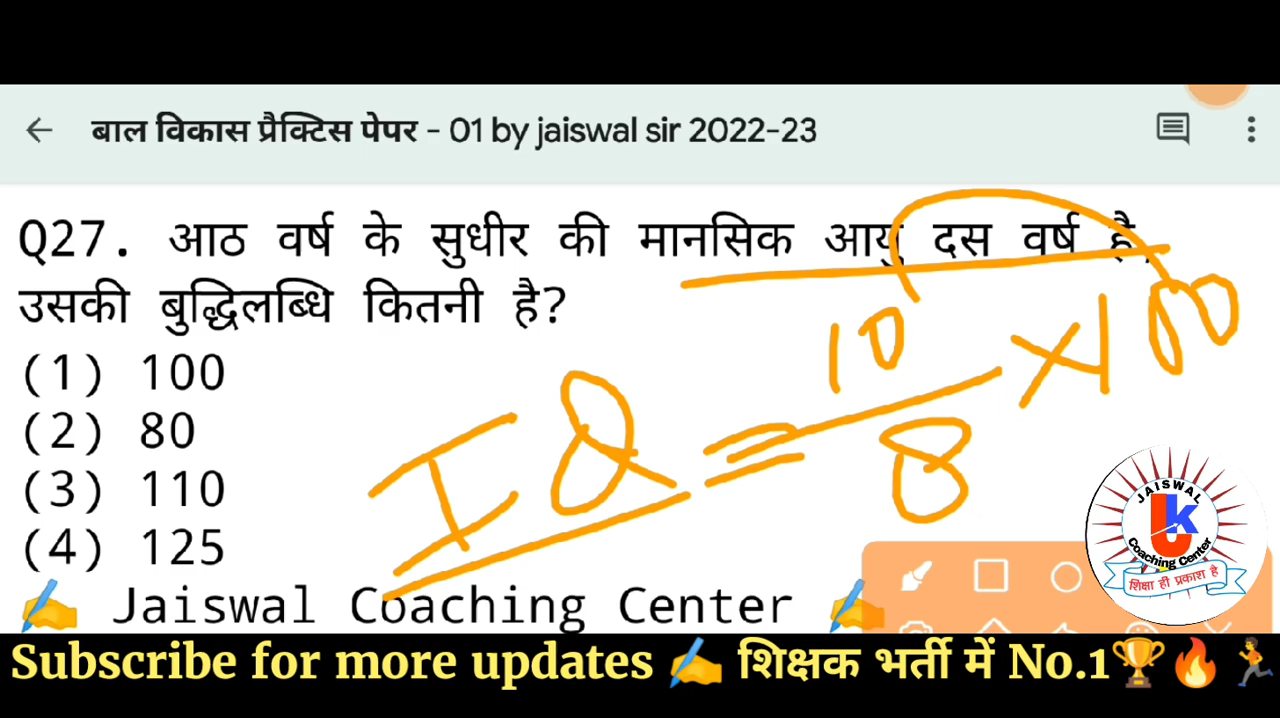 बाल विकास प्रैक्टिस पेपर - 01 by jaiswal sir 2022-23
Q27. आठ वर्ष के सुधीर की मानसिक आयु दस वर्ष है,
उसकी बुद्धिलब्धि कितनी है?
(1) 100
(2) 80
(3) 110
(4) 125
IQ = 10/8 × 100
✍️ Jaiswal Coaching Center ✍️
JAISWAL
UK
Coaching Center
शिक्षा ही प्रकाश है
Subscribe for more updates ✍️ शिक्षक भर्ती में No.1🏆🔥🏃